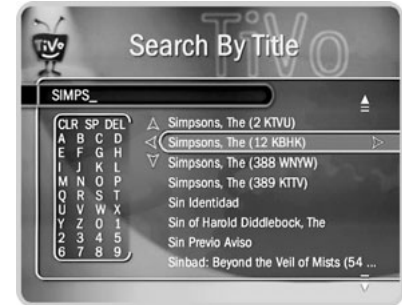 TiVo
TiVo
Search By Title
SIMPS_
CLR SP DEL
A B C D
E F G H
I J K L
M N O P
Q R S T
U V W X
Y Z 0 1
2 3 4 5
6 7 8 9
Simpsons, The (2 KTVU)
Simpsons, The (12 KBHK)
Simpsons, The (388 WNYW)
Simpsons, The (389 KTTV)
Sin Identidad
Sin of Harold Diddlebock, The
Sin Previo Aviso
Sinbad: Beyond the Veil of Mists (54 ...